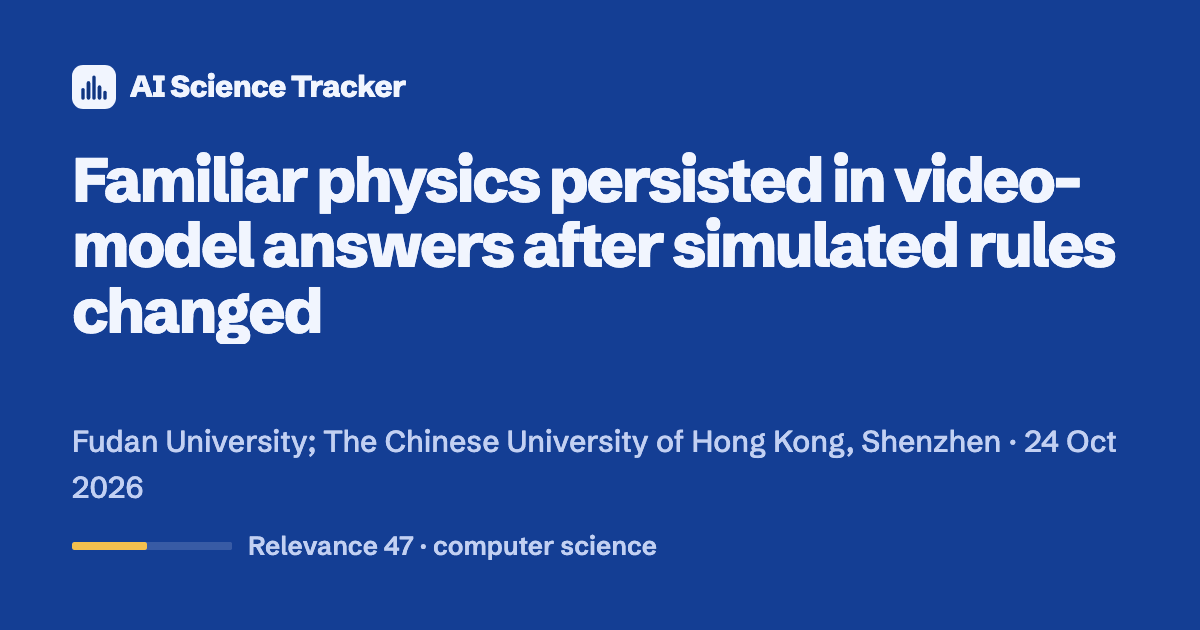 AI Science Tracker
Familiar physics persisted in video-
model answers after simulated rules
changed
Fudan University; The Chinese University of Hong Kong, Shenzhen · 24 Oct
2026
Relevance 47 · computer science